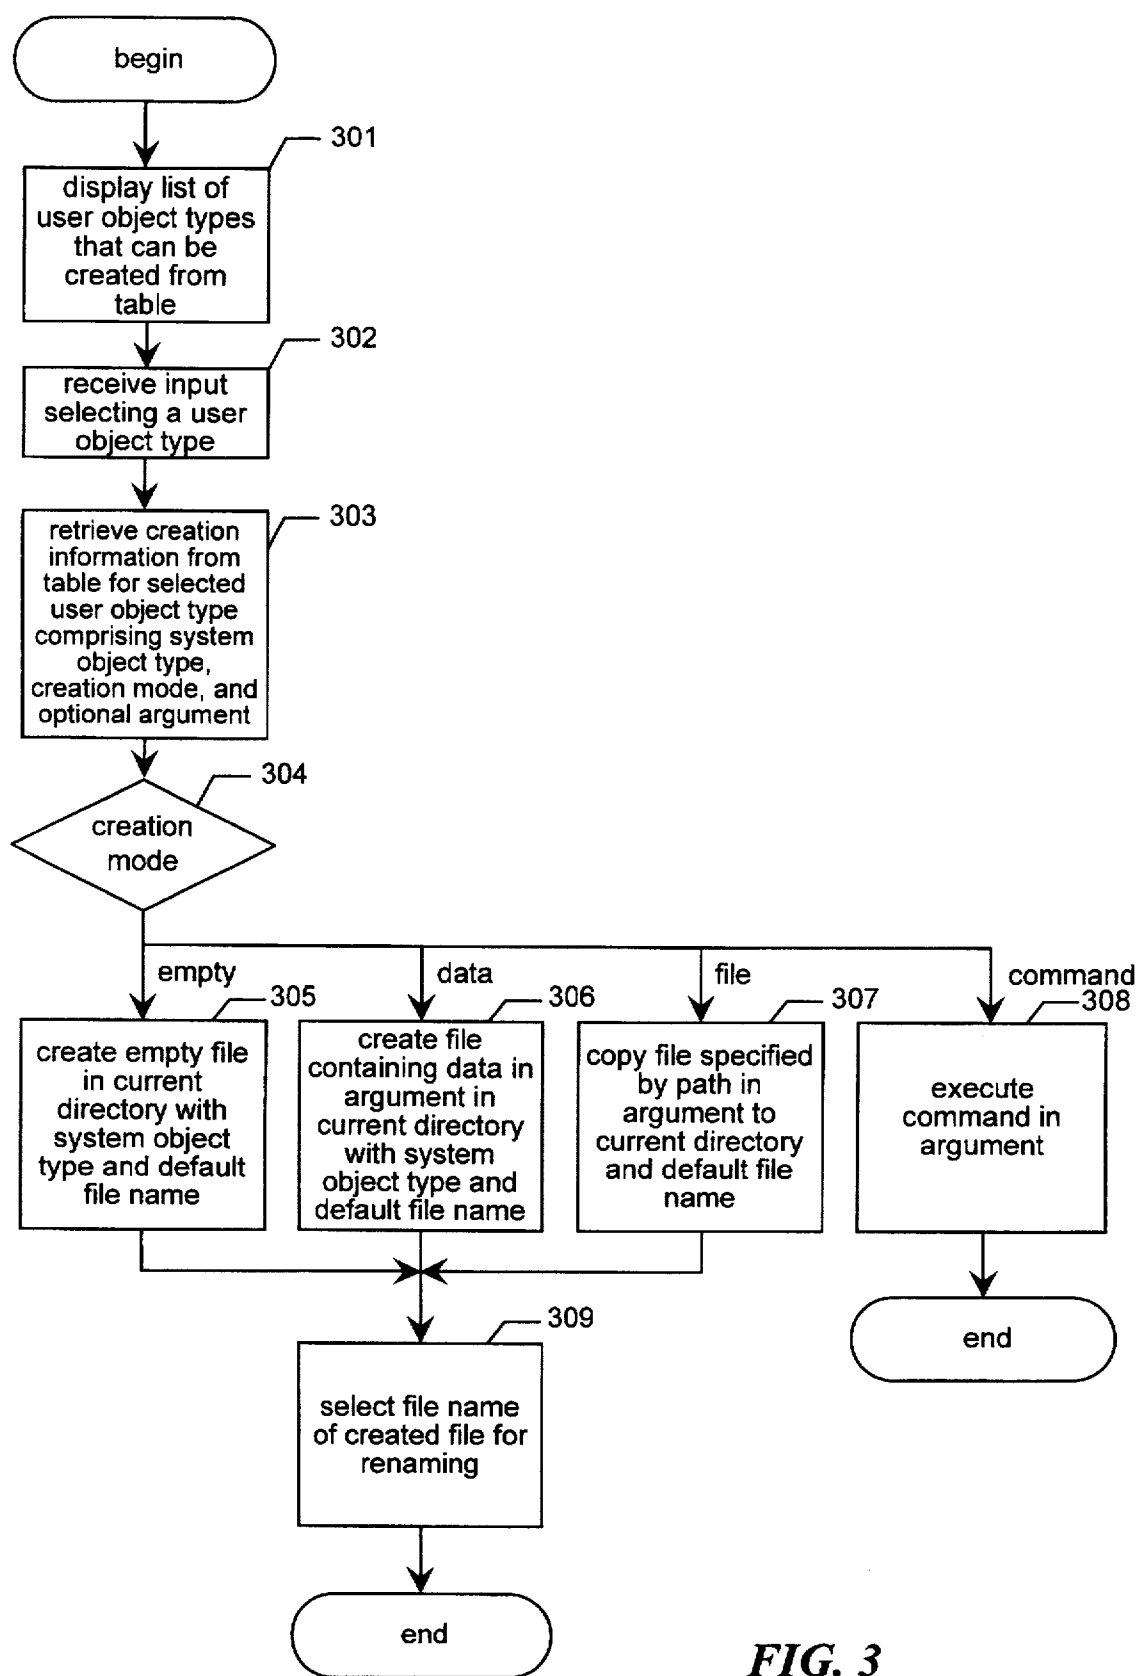 begin
301
display list of
user object types
that can be
created from
table
302
receive input
selecting a user
object type
303
retrieve creation
information from
table for selected
user object type
comprising system
object type,
creation mode, and
optional argument
304
creation
mode
empty
data
file
command
305
create empty file
in current
directory with
system object
type and default
file name
306
create file
containing data in
argument in
current directory
with system
object type and
default file name
307
copy file specified
by path in
argument to
current directory
and default file
name
308
execute
command in
argument
309
select file name
of created file for
renaming
end
end
FIG. 3